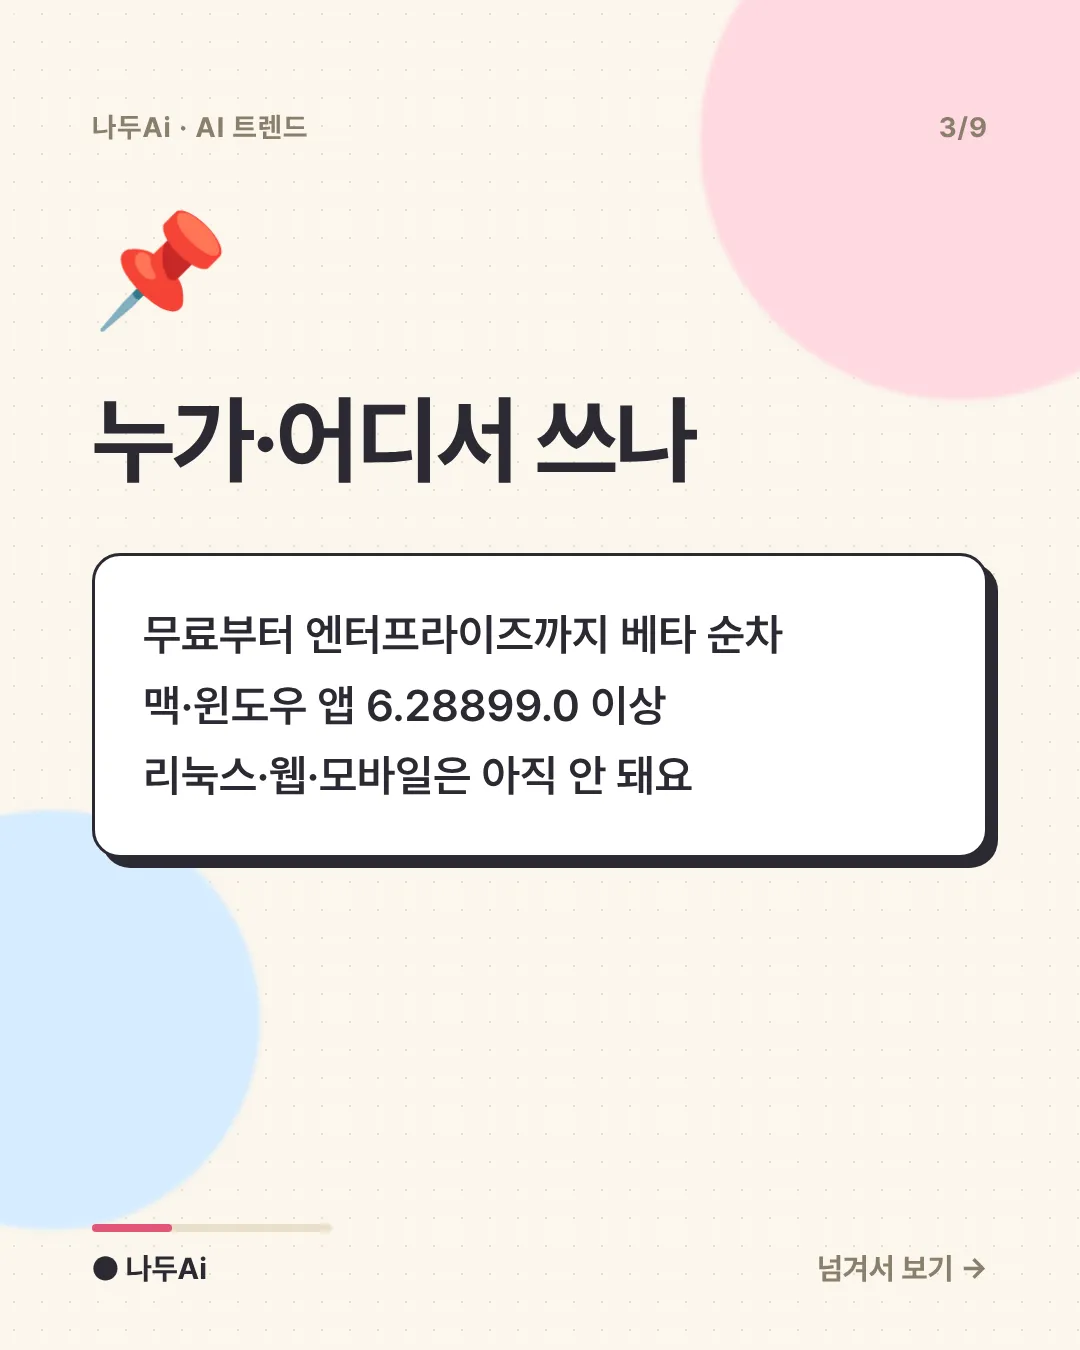 나두Ai · AI 트렌드
3/9
누가·어디서 쓰나
무료부터 엔터프라이즈까지 베타 순차
맥·윈도우 앱 6.28899.0 이상
리눅스·웹·모바일은 아직 안 돼요
나두Ai
넘겨서 보기 →